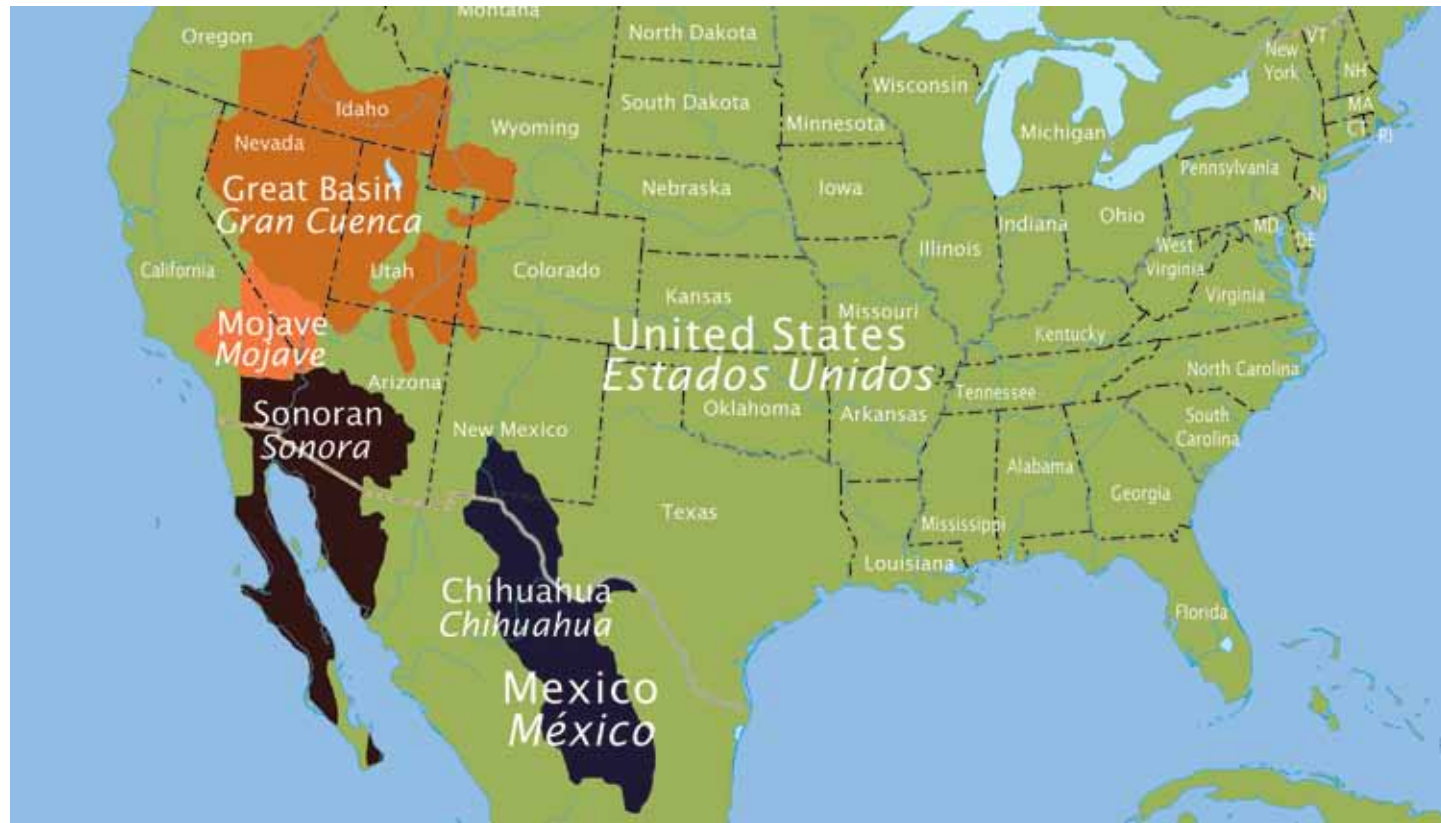 Montana
North Dakota
Oregon
VT
New
York
NH
Wisconsin
South Dakota
Idaho
MA
Wyoming
Minnesota
Michigan
CT
RI
Nevada
Pennsylvania
Great Basin
Gran Cuenca
Nebraska
Iowa
NJ
Ohio
Indiana
MD
DE
Illinois
West
Virginia
California
Utah
Colorado
Kansas
Virginia
Missouri
Mojave
Mojave
United States
Estados Unidos
Kentucky
Arizona
North Carolina
Tennessee
Sonoran
Sonora
Oklahoma
Arkansas
South
Carolina
New Mexico
Alabama
Georgia
Texas
Mississippi
Louisiana
Chihuahua
Chihuahua
Florida
Mexico
México